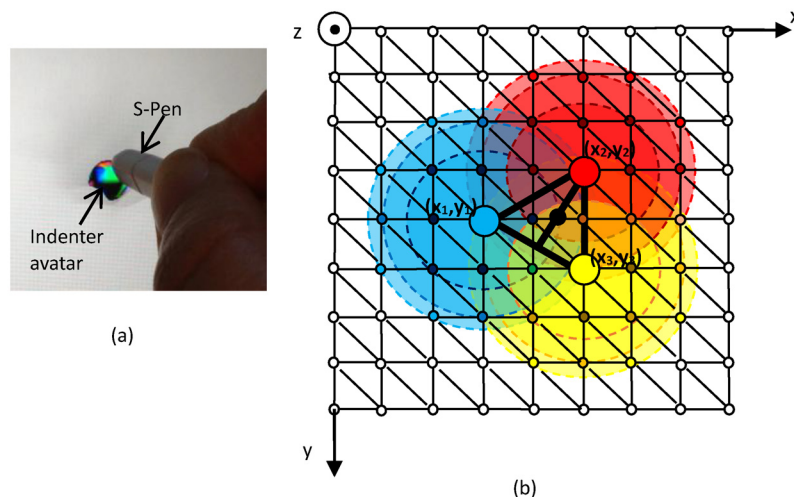 S-Pen
Indenter
avatar
(a)
z
x
(x₂,y₂)
(x₁,y₁)
(x₃,y₃)
y
(b)